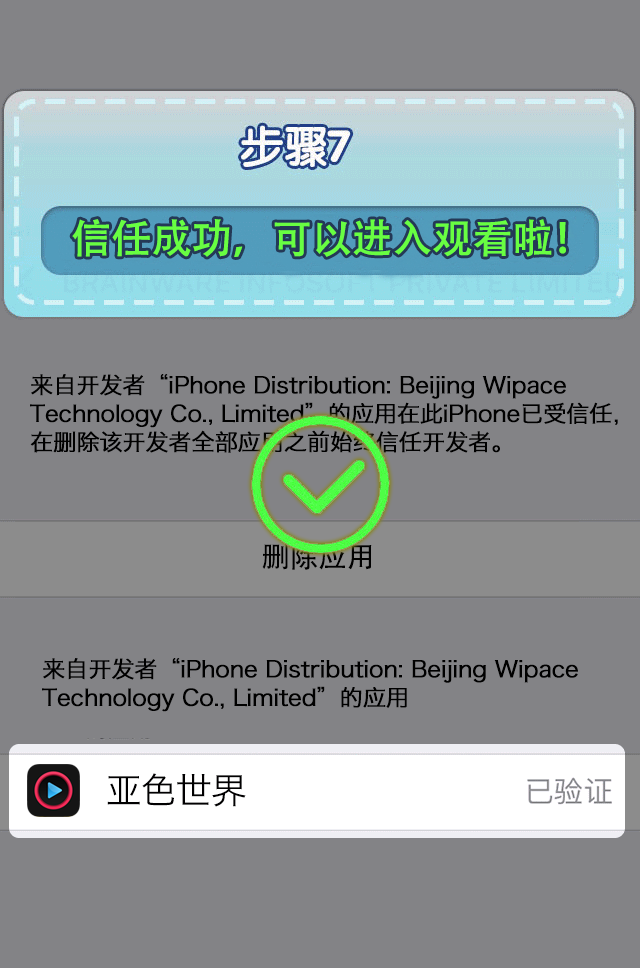 步骤7
信任成功，可以进入观看啦！
BRAINWARE INFOSOFT PRIVATE LIMITED
来自开发者“iPhone Distribution: Beijing Wipace
Technology Co., Limited”的应用在此iPhone已受信任，
在删除该开发者全部应用之前始终信任开发者。
删除应用
来自开发者“iPhone Distribution: Beijing Wipace
Technology Co., Limited”的应用
亚色世界 已验证